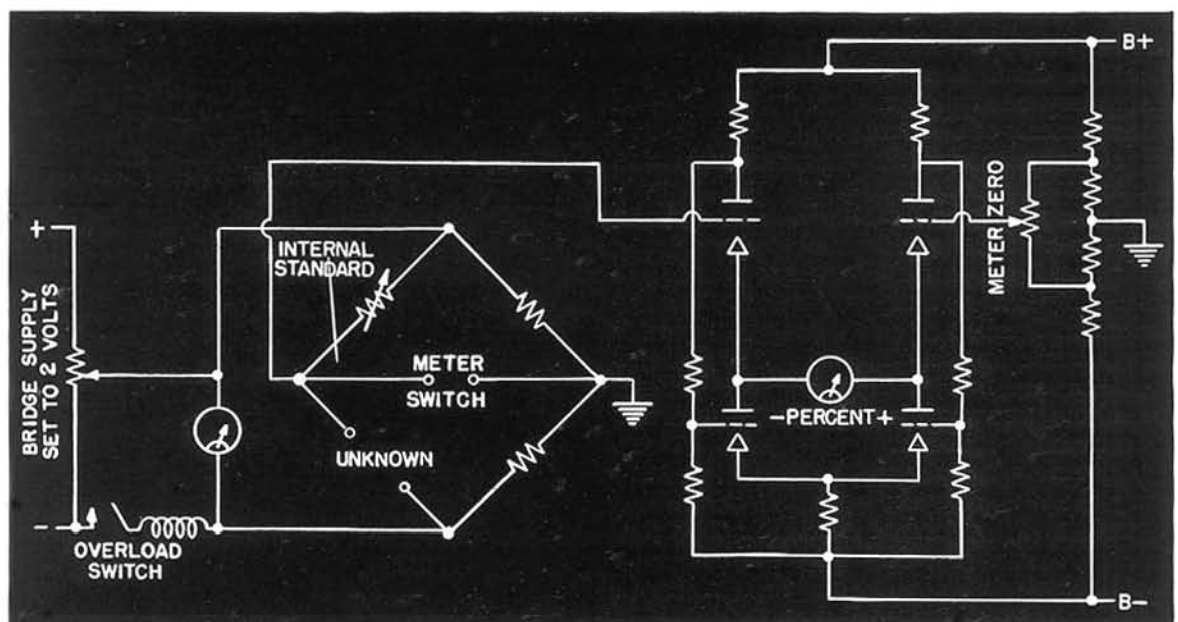 B+
INTERNAL
STANDARD
METER ZERO
+
BRIDGE SUPPLY
SET TO 2 VOLTS
METER
SWITCH
-PERCENT+
UNKNOWN
-
OVERLOAD
SWITCH
B-